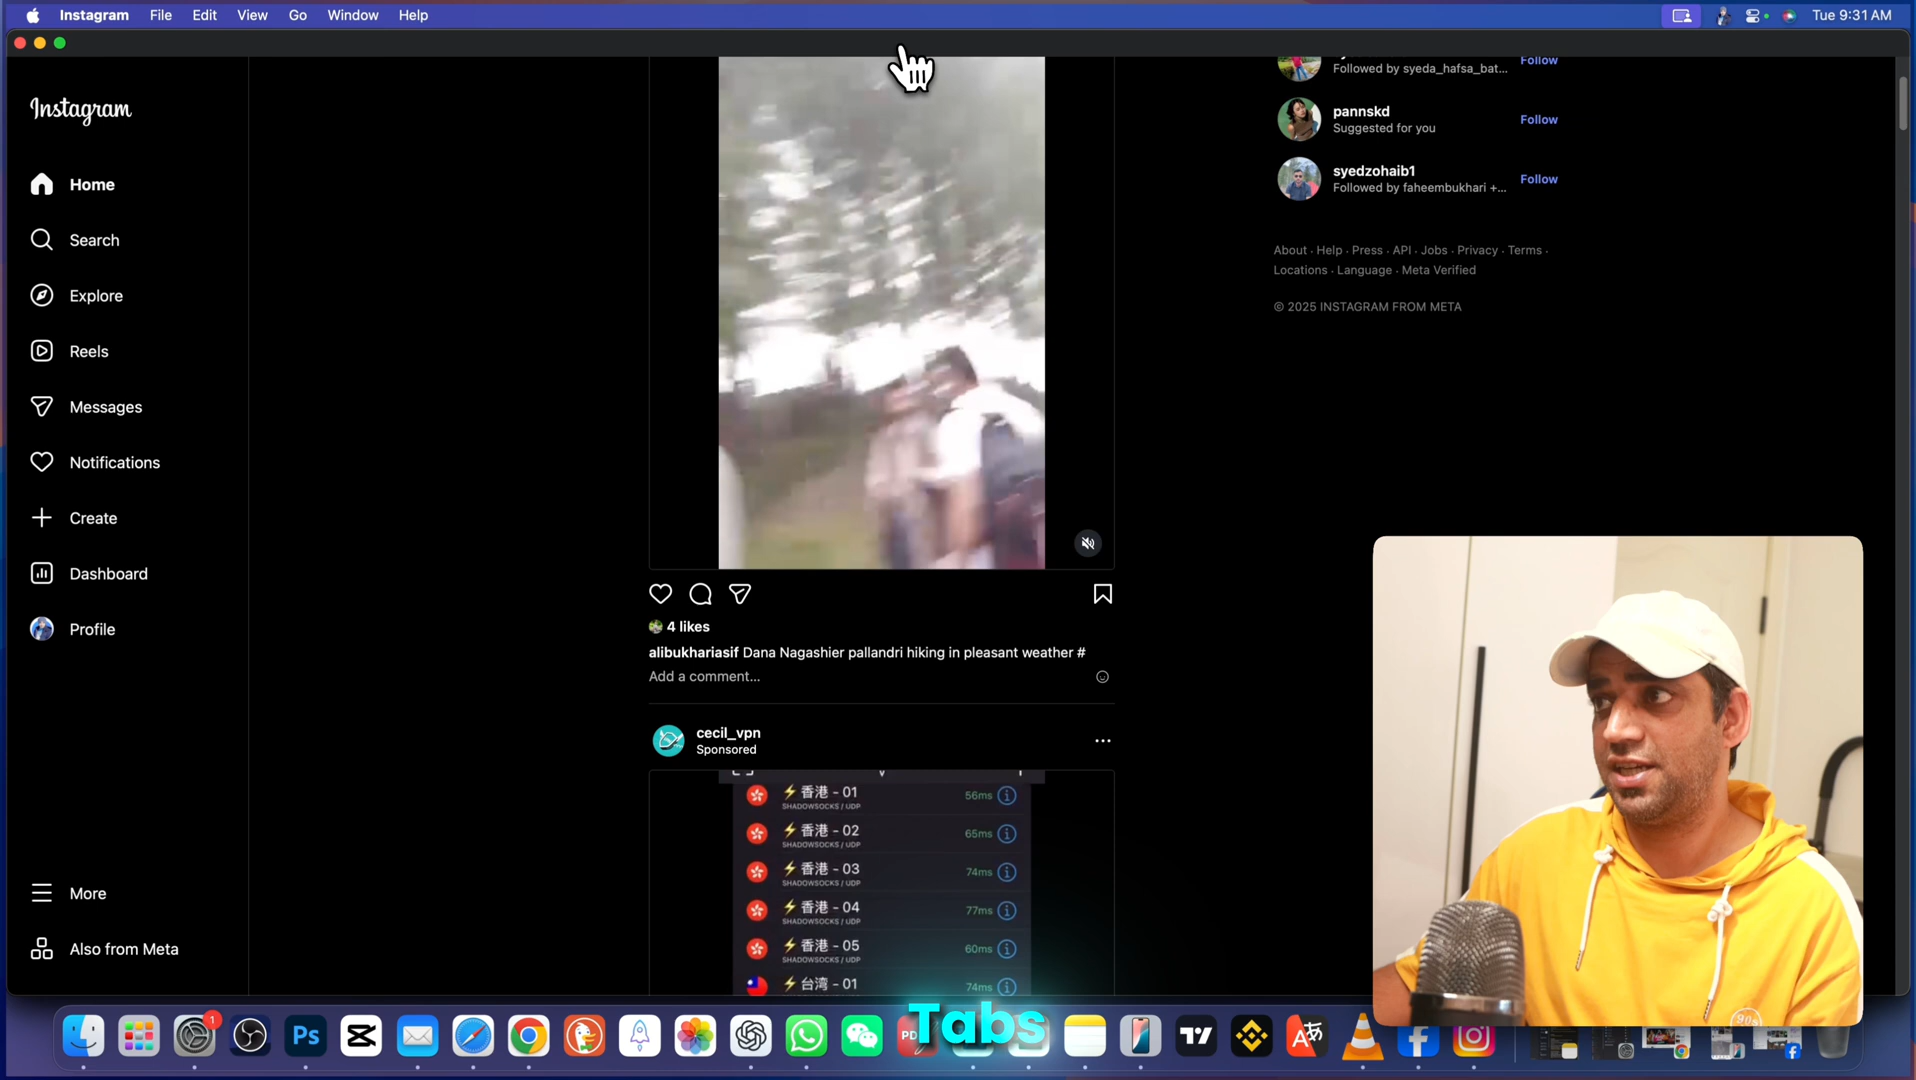 Instagram File Edit View Go Window Help
Tue 9:31 AM
Instagram
Home
Search
Explore
Reels
Messages
Notifications
Create
Dashboard
Profile
More
Also from Meta
4 likes
alibukhariasif Dana Nagashier pallandri hiking in pleasant weather #
Add a comment...
cecil_vpn
Sponsored
香港 - 01
SHADOWSOCKS / UDP
56ms
香港 - 02
SHADOWSOCKS / UDP
65ms
香港 - 03
SHADOWSOCKS / UDP
74ms
香港 - 04
SHADOWSOCKS / UDP
77ms
香港 - 05
SHADOWSOCKS / UDP
60ms
台湾 - 01
74ms
Followed by syeda_hafsa_bat...
Follow
pannskd
Suggested for you
Follow
syedzohaib1
Followed by faheembukhari +...
Follow
About · Help · Press · API · Jobs · Privacy · Terms ·
Locations · Language · Meta Verified
© 2025 INSTAGRAM FROM META
Tabs
1
Ps
PD
90s